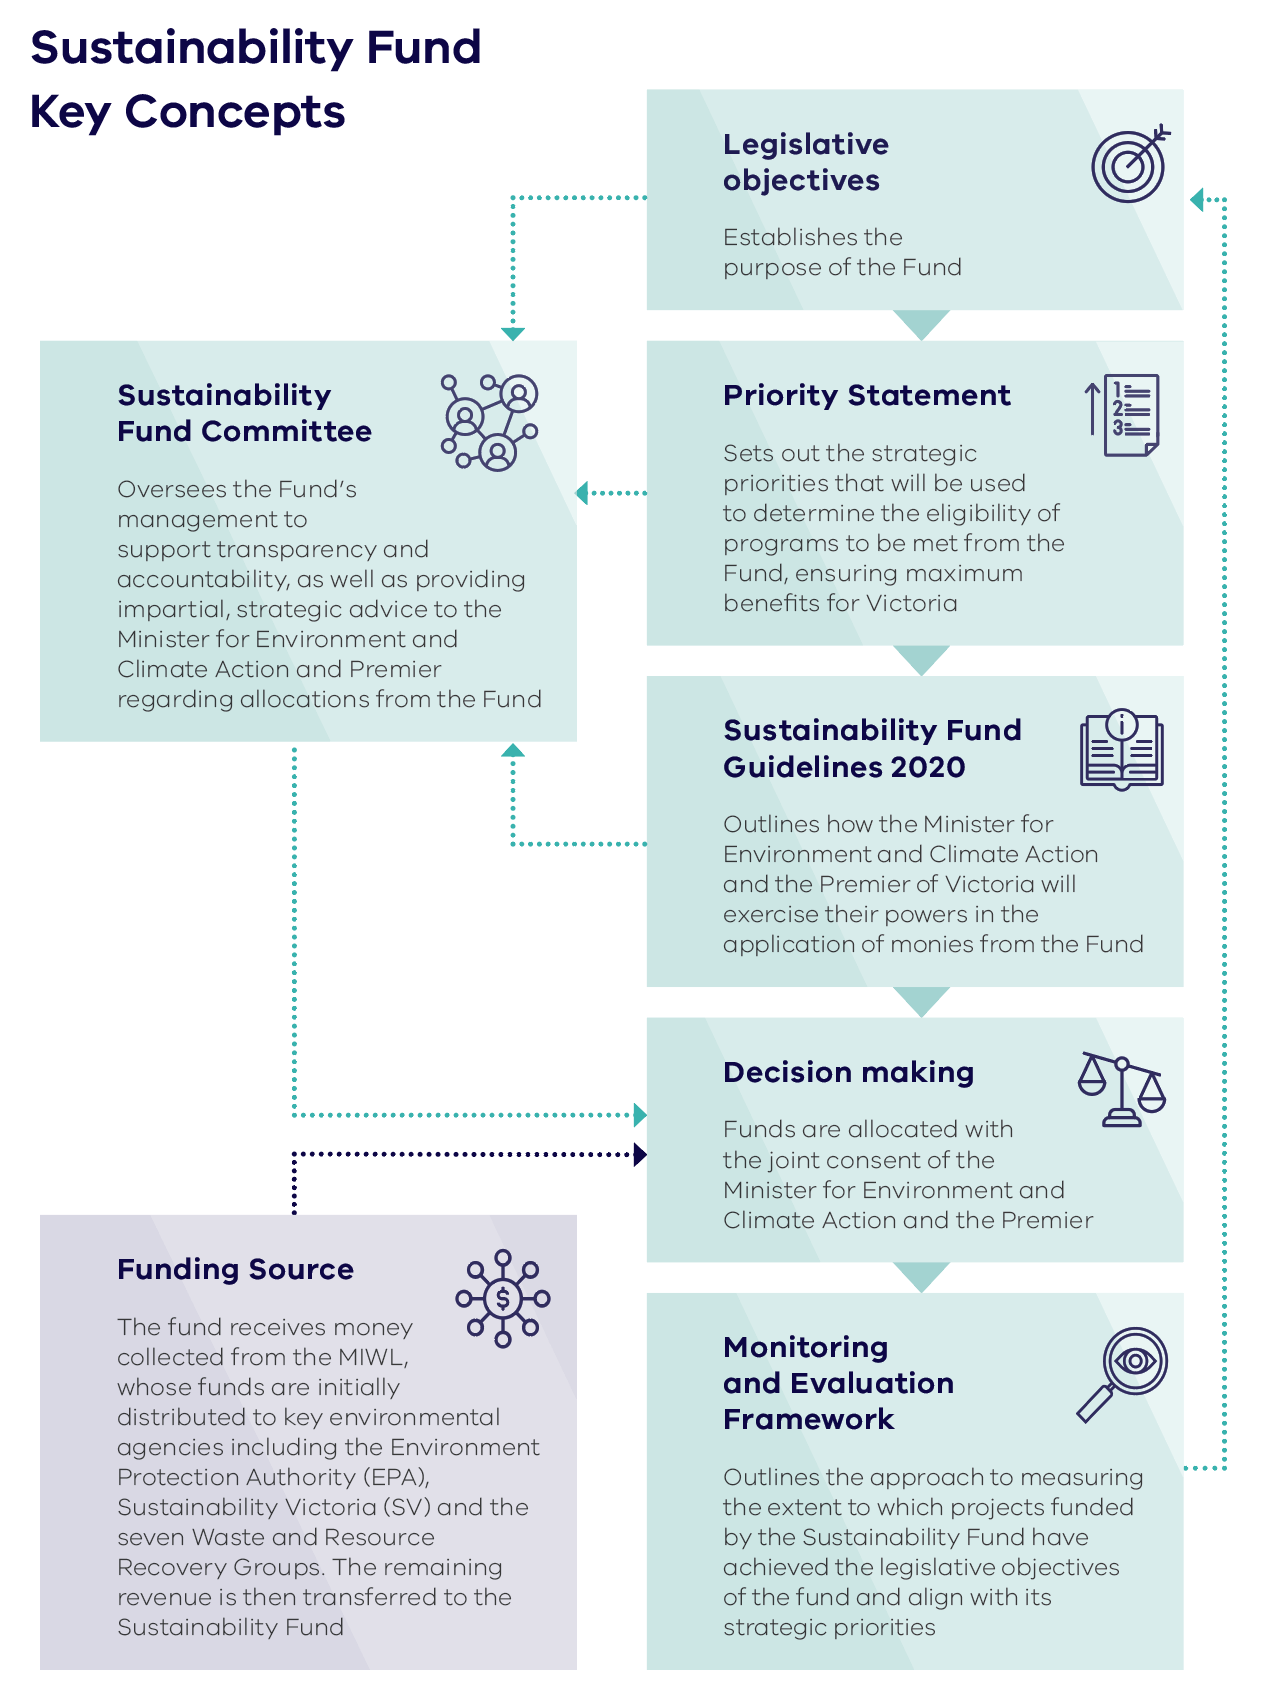 Sustainability Fund
Key Concepts
Legislative
objectives
Establishes the
purpose of the Fund
Sustainability
Fund Committee
Oversees the Fund's
management to
support transparency and
accountability, as well as providing
impartial, strategic advice to the
Minister for Environment and
Climate Action and Premier
regarding allocations from the Fund
Priority Statement
1
2
3
Sets out the strategic
priorities that will be used
to determine the eligibility of
programs to be met from the
Fund, ensuring maximum
benefits for Victoria
Sustainability Fund
Guidelines 2020
i
Outlines how the Minister for
Environment and Climate Action
and the Premier of Victoria will
exercise their powers in the
application of monies from the Fund
Decision making
Funds are allocated with
the joint consent of the
Minister for Environment and
Climate Action and the Premier
Funding Source
$
The fund receives money
collected from the MIWL,
whose funds are initially
distributed to key environmental
agencies including the Environment
Protection Authority (EPA),
Sustainability Victoria (SV) and the
seven Waste and Resource
Recovery Groups. The remaining
revenue is then transferred to the
Sustainability Fund
Monitoring
and Evaluation
Framework
Outlines the approach to measuring
the extent to which projects funded
by the Sustainability Fund have
achieved the legislative objectives
of the fund and align with its
strategic priorities